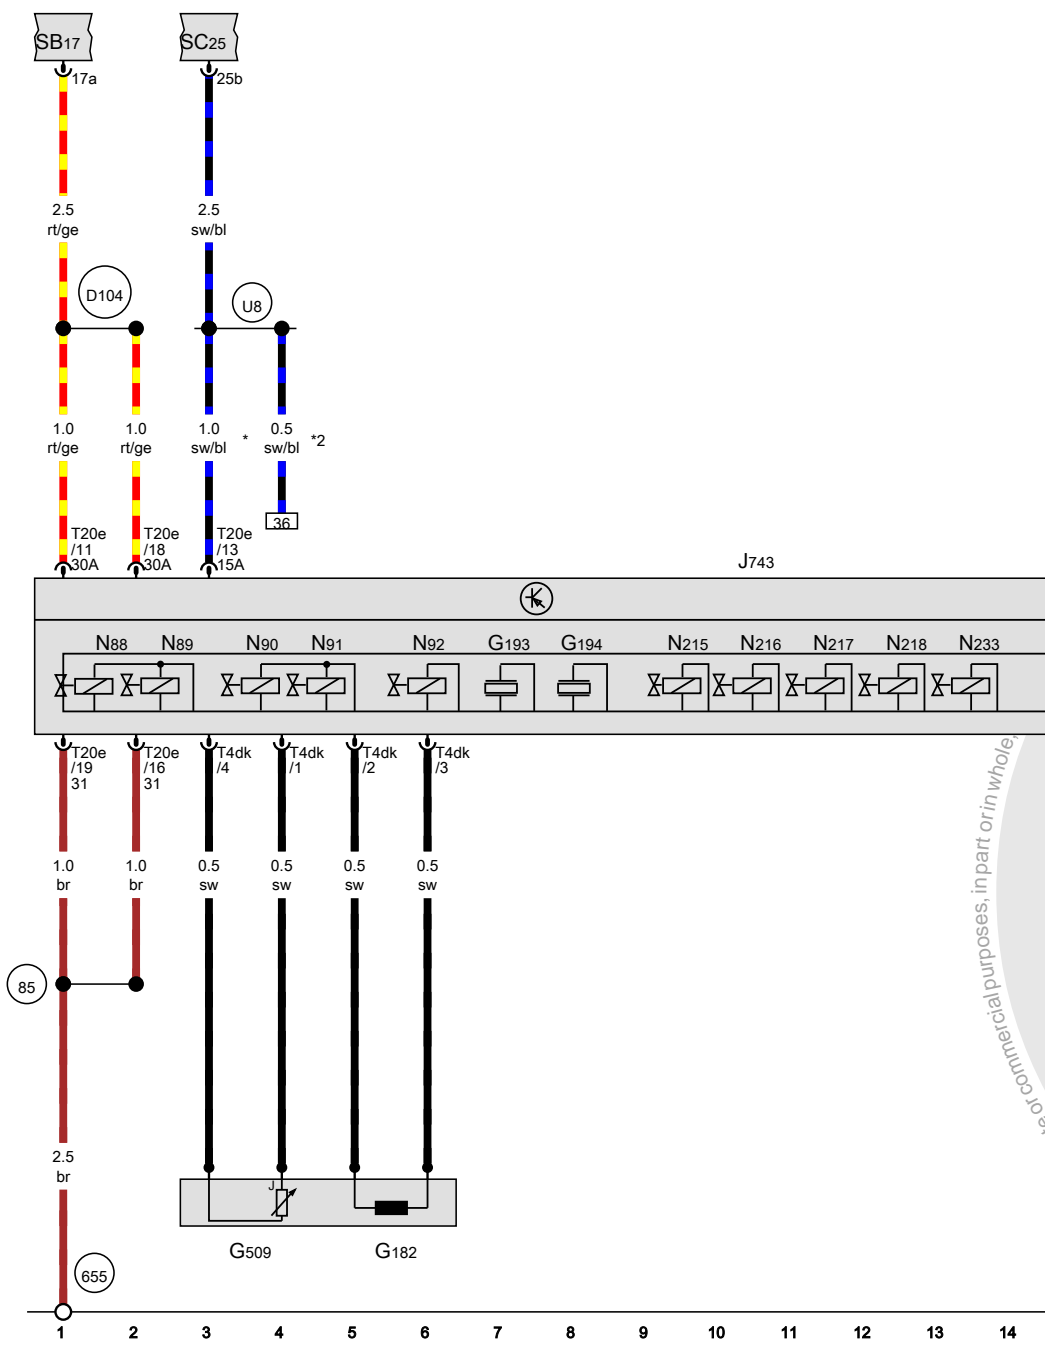 SB17 SC25
17a 25b
2.5 2.5
rt/ge sw/bl
D104 U8
1.0 1.0 1.0 * 0.5 *2
rt/ge rt/ge sw/bl sw/bl
36
T20e T20e T20e
/11 /18 /13
30A 30A 15A
J743
N88 N89 N90 N91 N92 G193 G194 N215 N216 N217 N218 N233
T20e T20e T4dk T4dk T4dk T4dk
/19 /16 /4 /1 /2 /3
31 31
1.0 1.0 0.5 0.5 0.5 0.5
br br sw sw sw sw
85
2.5
br
J
G509 G182
655
1 2 3 4 5 6 7 8 9 10 11 12 13 14
or commercial purposes, in part or in whole,